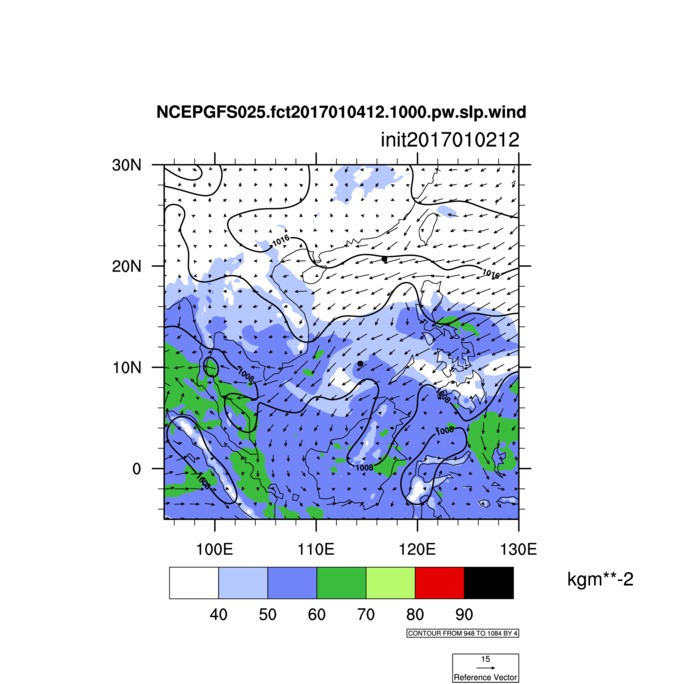 NCEPGFS025.fct2017010412.1000.pw.slp.wind
init2017010212
30N
20N
10N
0
1016
1016
1008
1008
1008
1008
1008
100E
110E
120E
130E
40
50
60
70
80
90
kgm**-2
CONTOUR FROM 948 TO 1084 BY 4
15
Reference Vector